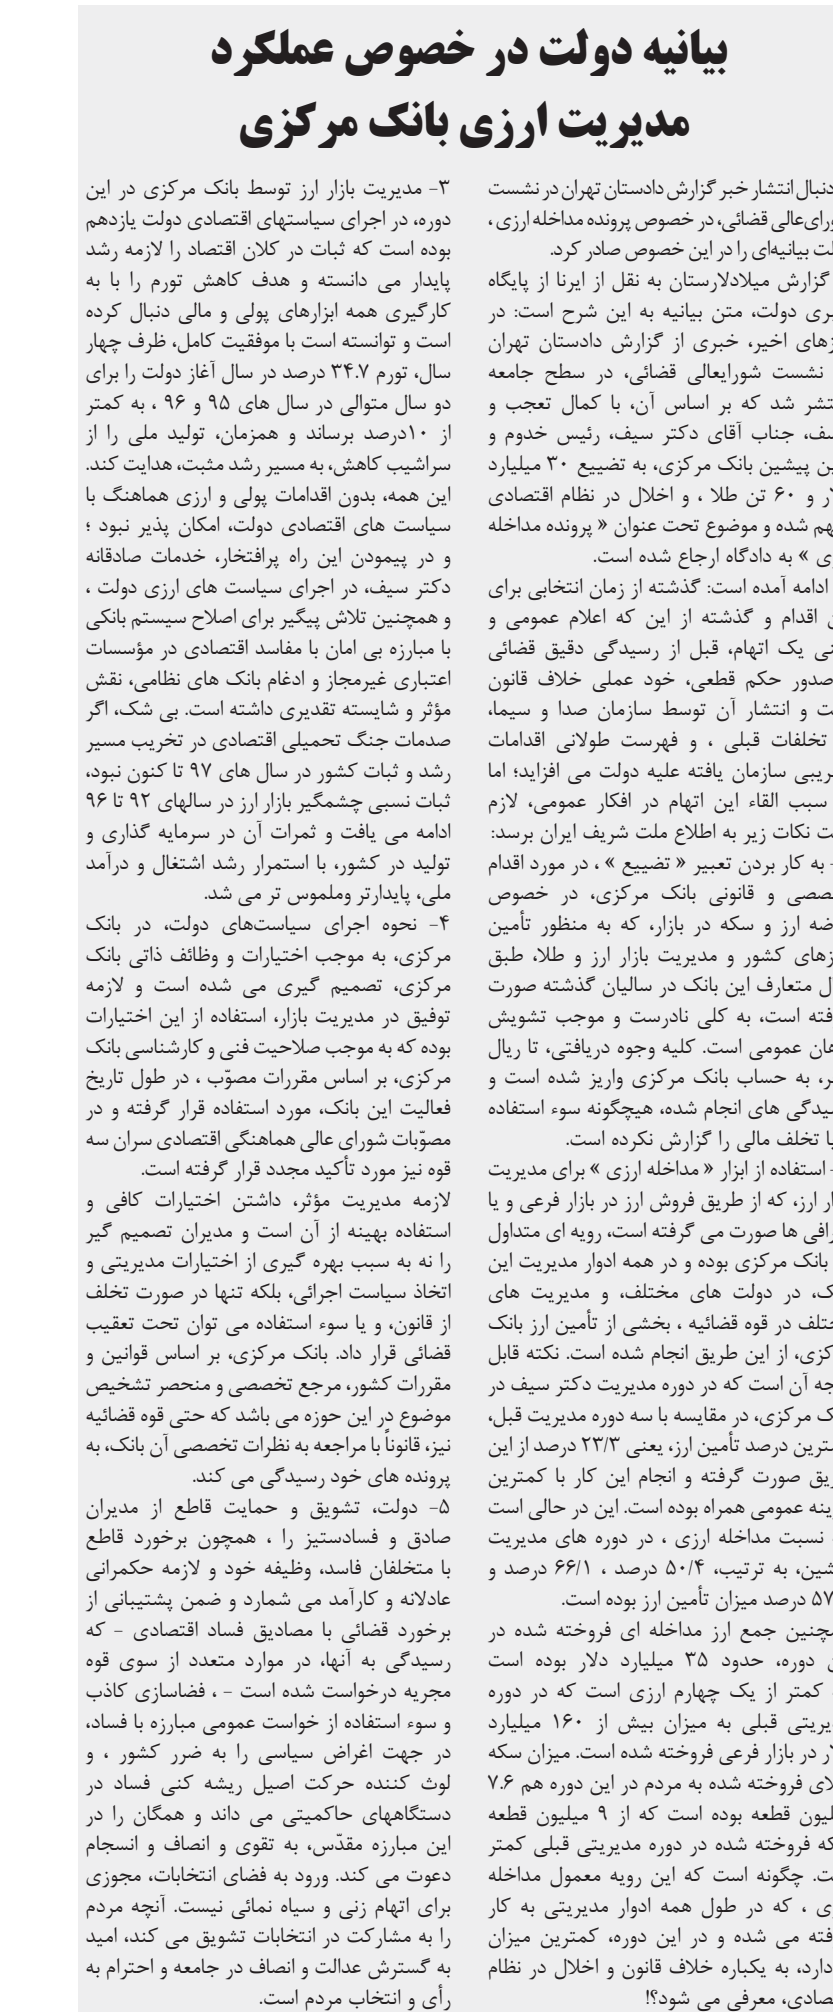 بیانیه دولت در خصوص عملکرد
مدیریت ارزی بانک مرکزی
دنبال انتشار خبر گزارش دادستان تهران در نشست
ورای‌عالی قضائی، در خصوص پرونده مداخله ارزی ،
لت بیانیه‌ای را در این خصوص صادر کرد.
گزارش میلادلارستان به نقل از ایرنا از پایگاه
بری دولت، متن بیانیه به این شرح است: در
زهای اخیر، خبری از گزارش دادستان تهران
نشست شورایعالی قضائی، در سطح جامعه
تشر شد که بر اساس آن، با کمال تعجب و
سف، جناب آقای دکتر سیف، رئیس خدوم و
ین پیشین بانک مرکزی، به تضییع ۳۰ میلیارد
لار و ۶۰ تن طلا ، و اخلال در نظام اقتصادی
هم شده و موضوع تحت عنوان « پرونده مداخله
ی » به دادگاه ارجاع شده است.
ادامه آمده است: گذشته از زمان انتخابی برای
ن اقدام و گذشته از این که اعلام عمومی و
نی یک اتهام، قبل از رسیدگی دقیق قضائی
صدور حکم قطعی، خود عملی خلاف قانون
ت و انتشار آن توسط سازمان صدا و سیما،
تخلفات قبلی ، و فهرست طولانی اقدامات
ریبی سازمان یافته علیه دولت می افزاید؛ اما
سبب القاء این اتهام در افکار عمومی، لازم
ت نکات زیر به اطلاع ملت شریف ایران برسد:
- به کار بردن تعبیر « تضییع » ، در مورد اقدام
صصی و قانونی بانک مرکزی، در خصوص
ضه ارز و سکه در بازار، که به منظور تأمین
زهای کشور و مدیریت بازار ارز و طلا، طبق
ال متعارف این بانک در سالیان گذشته صورت
فته است، به کلی نادرست و موجب تشویش
هان عمومی است. کلیه وجوه دریافتی، تا ریال
ر، به حساب بانک مرکزی واریز شده است و
یدگی های انجام شده، هیچگونه سوء استفاده
یا تخلف مالی را گزارش نکرده است.
- استفاده از ابزار « مداخله ارزی » برای مدیریت
ار ارز، که از طریق فروش ارز در بازار فرعی و یا
رافی ها صورت می گرفته است، رویه ای متداول
بانک مرکزی بوده و در همه ادوار مدیریت این
ک، در دولت های مختلف، و مدیریت های
ختلف در قوه قضائیه ، بخشی از تأمین ارز بانک
کزی، از این طریق انجام شده است. نکته قابل
جه آن است که در دوره مدیریت دکتر سیف در
ک مرکزی، در مقایسه با سه دوره مدیریت قبل،
مترین درصد تأمین ارز، یعنی ۲۳/۳ درصد از این
ریق صورت گرفته و انجام این کار با کمترین
زینه عمومی همراه بوده است. این در حالی است
نسبت مداخله ارزی ، در دوره های مدیریت
شین، به ترتیب، ۵۰/۴ درصد ، ۶۶/۱ درصد و
۵۷ درصد میزان تأمین ارز بوده است.
چنین جمع ارز مداخله ای فروخته شده در
ن دوره، حدود ۳۵ میلیارد دلار بوده است
کمتر از یک چهارم ارزی است که در دوره
یریتی قبلی به میزان بیش از ۱۶۰ میلیارد
لار در بازار فرعی فروخته شده است. میزان سکه
لای فروخته شده به مردم در این دوره هم ۷.۶
لیون قطعه بوده است که از ۹ میلیون قطعه
که فروخته شده در دوره مدیریتی قبلی کمتر
ت. چگونه است که این رویه معمول مداخله
ی ، که در طول همه ادوار مدیریتی به کار
فته می شده و در این دوره، کمترین میزان
دارد، به یکباره خلاف قانون و اخلال در نظام
صادی، معرفی می شود؟!
۳- مدیریت بازار ارز توسط بانک مرکزی در این
دوره، در اجرای سیاستهای اقتصادی دولت یازدهم
بوده است که ثبات در کلان اقتصاد را لازمه رشد
پایدار می دانسته و هدف کاهش تورم را با به
کارگیری همه ابزارهای پولی و مالی دنبال کرده
است و توانسته است با موفقیت کامل، ظرف چهار
سال، تورم ۳۴.۷ درصد در سال آغاز دولت را برای
دو سال متوالی در سال های ۹۵ و ۹۶ ، به کمتر
از ۱۰درصد برساند و همزمان، تولید ملی را از
سراشیب کاهش، به مسیر رشد مثبت، هدایت کند.
این همه، بدون اقدامات پولی و ارزی هماهنگ با
سیاست های اقتصادی دولت، امکان پذیر نبود ؛
و در پیمودن این راه پرافتخار، خدمات صادقانه
دکتر سیف، در اجرای سیاست های ارزی دولت ،
و همچنین تلاش پیگیر برای اصلاح سیستم بانکی
با مبارزه بی امان با مفاسد اقتصادی در مؤسسات
اعتباری غیرمجاز و ادغام بانک های نظامی، نقش
مؤثر و شایسته تقدیری داشته است. بی شک، اگر
صدمات جنگ تحمیلی اقتصادی در تخریب مسیر
رشد و ثبات کشور در سال های ۹۷ تا کنون نبود،
ثبات نسبی چشمگیر بازار ارز در سالهای ۹۲ تا ۹۶
ادامه می یافت و ثمرات آن در سرمایه گذاری و
تولید در کشور، با استمرار رشد اشتغال و درآمد
ملی، پایدارتر وملموس تر می شد.
۴- نحوه اجرای سیاست‌های دولت، در بانک
مرکزی، به موجب اختیارات و وظائف ذاتی بانک
مرکزی، تصمیم گیری می شده است و لازمه
توفیق در مدیریت بازار، استفاده از این اختیارات
بوده که به موجب صلاحیت فنی و کارشناسی بانک
مرکزی، بر اساس مقررات مصوّب ، در طول تاریخ
فعالیت این بانک، مورد استفاده قرار گرفته و در
مصوّبات شورای عالی هماهنگی اقتصادی سران سه
قوه نیز مورد تأکید مجدد قرار گرفته است.
لازمه مدیریت مؤثر، داشتن اختیارات کافی و
استفاده بهینه از آن است و مدیران تصمیم گیر
را نه به سبب بهره گیری از اختیارات مدیریتی و
اتخاذ سیاست اجرائی، بلکه تنها در صورت تخلف
از قانون، و یا سوء استفاده می توان تحت تعقیب
قضائی قرار داد. بانک مرکزی، بر اساس قوانین و
مقررات کشور، مرجع تخصصی و منحصر تشخیص
موضوع در این حوزه می باشد که حتی قوه قضائیه
نیز، قانوناً با مراجعه به نظرات تخصصی آن بانک، به
پرونده های خود رسیدگی می کند.
۵- دولت، تشویق و حمایت قاطع از مدیران
صادق و فسادستیز را ، همچون برخورد قاطع
با متخلفان فاسد، وظیفه خود و لازمه حکمرانی
عادلانه و کارآمد می شمارد و ضمن پشتیبانی از
برخورد قضائی با مصادیق فساد اقتصادی - که
رسیدگی به آنها، در موارد متعدد از سوی قوه
مجریه درخواست شده است - ، فضاسازی کاذب
و سوء استفاده از خواست عمومی مبارزه با فساد،
در جهت اغراض سیاسی را به ضرر کشور ، و
لوث کننده حرکت اصیل ریشه کنی فساد در
دستگاههای حاکمیتی می داند و همگان را در
این مبارزه مقدّس، به تقوی و انصاف و انسجام
دعوت می کند. ورود به فضای انتخابات، مجوزی
برای اتهام زنی و سیاه نمائی نیست. آنچه مردم
را به مشارکت در انتخابات تشویق می کند، امید
به گسترش عدالت و انصاف در جامعه و احترام به
رأی و انتخاب مردم است.